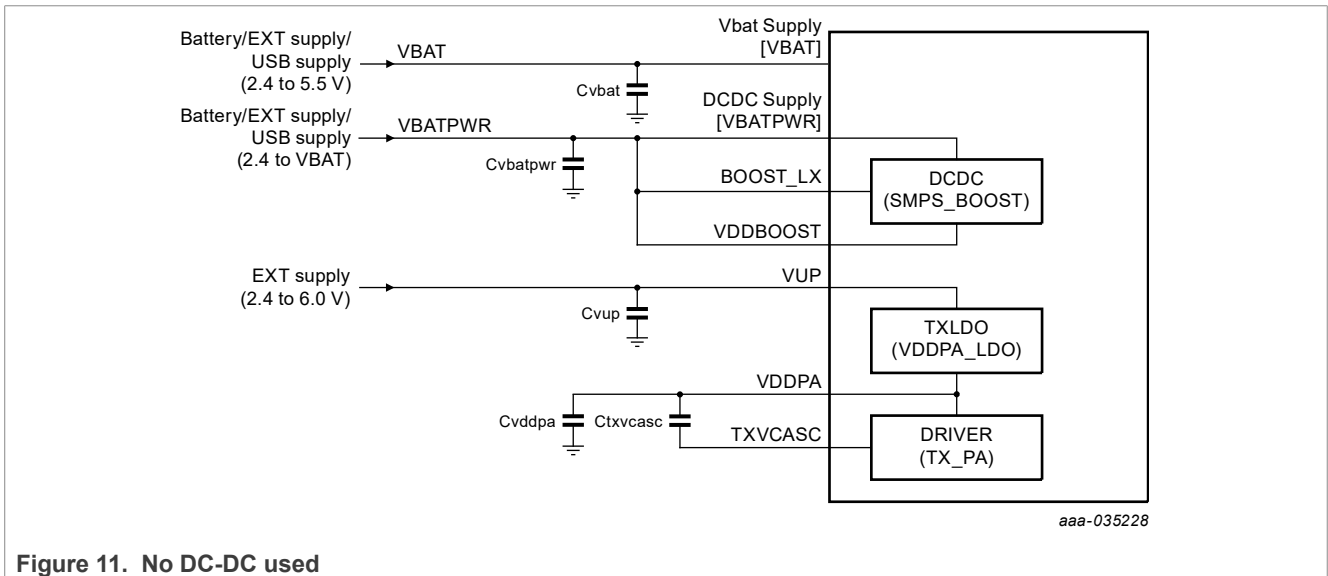 Battery/EXT supply/
USB supply
(2.4 to 5.5 V)
VBAT
Cvbat
Vbat Supply
[VBAT]
Battery/EXT supply/
USB supply
(2.4 to VBAT)
VBATPWR
Cvbatpwr
DCDC Supply
[VBATPWR]
BOOST_LX
DCDC
(SMPS_BOOST)
VDDBOOST
EXT supply
(2.4 to 6.0 V)
VUP
Cvup
TXLDO
(VDDPA_LDO)
VDDPA
Cvddpa
Ctxvcasc
TXVCASC
DRIVER
(TX_PA)
aaa-035228
Figure 11. No DC-DC used